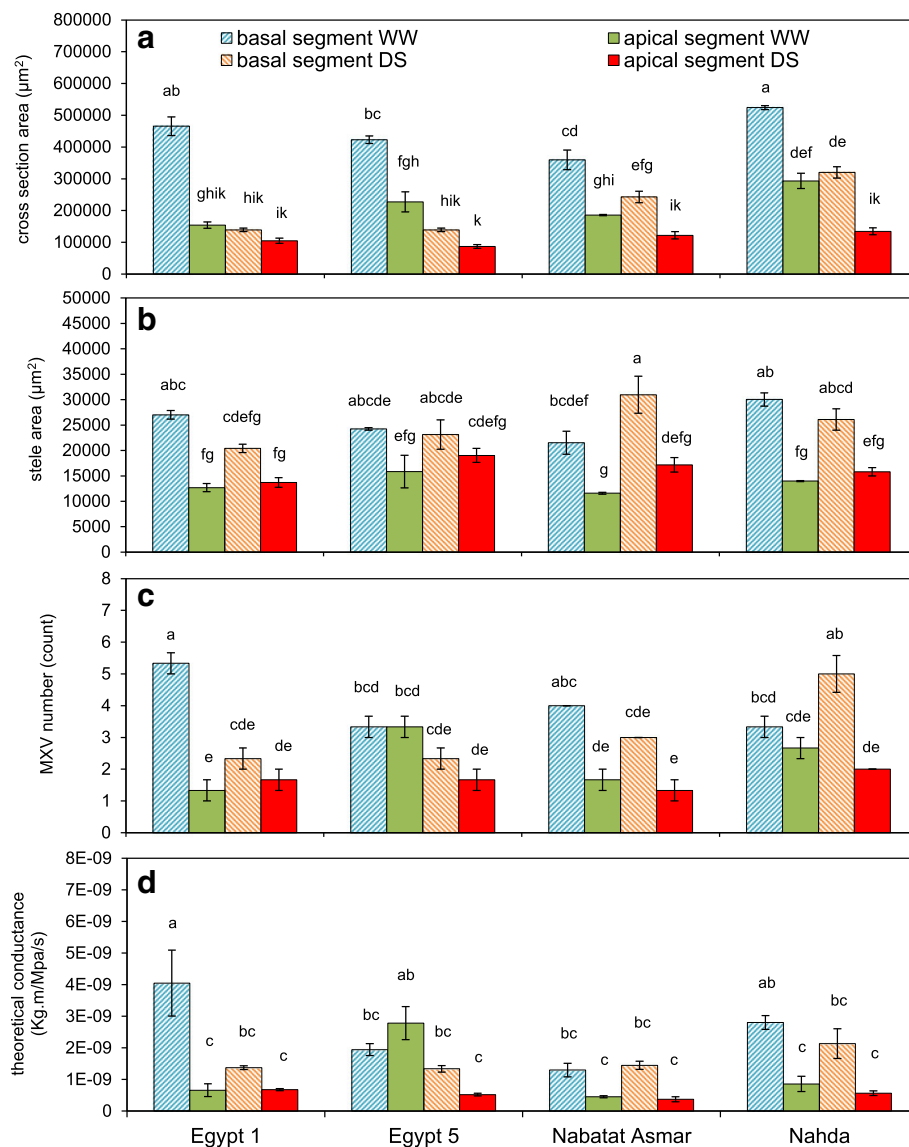 a
basal segment WW
apical segment WW
basal segment DS
apical segment DS
cross section area (µm²)
800000
700000
600000
500000
400000
300000
200000
100000
0
ab
ghik
hik
ik
bc
fgh
hik
k
cd
ghi
efg
ik
a
def
de
ik
b
stele area (µm²)
50000
45000
40000
35000
30000
25000
20000
15000
10000
5000
0
abc
fg
cdefg
fg
abcde
efg
abcde
cdefg
bcdef
g
a
defg
ab
fg
abcd
efg
c
MXV number (count)
8
7
6
5
4
3
2
1
0
a
e
cde
de
bcd
bcd
cde
de
abc
de
cde
e
bcd
cde
ab
de
d
theoretical conductance
(Kg.m/Mpa/s)
8E-09
7E-09
6E-09
5E-09
4E-09
3E-09
2E-09
1E-09
0
a
c
bc
c
bc
ab
bc
c
bc
c
bc
c
ab
c
bc
c
Egypt 1
Egypt 5
Nabatat Asmar
Nahda